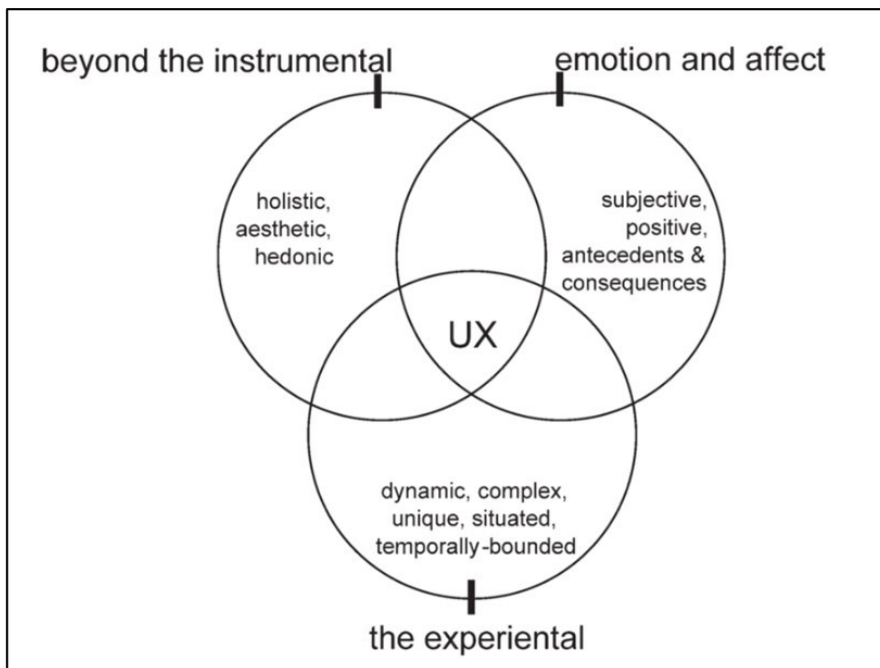 beyond the instrumental
emotion and affect
holistic,
aesthetic,
hedonic
subjective,
positive,
antecedents &
consequences
UX
dynamic, complex,
unique, situated,
temporally-bounded
the experiental